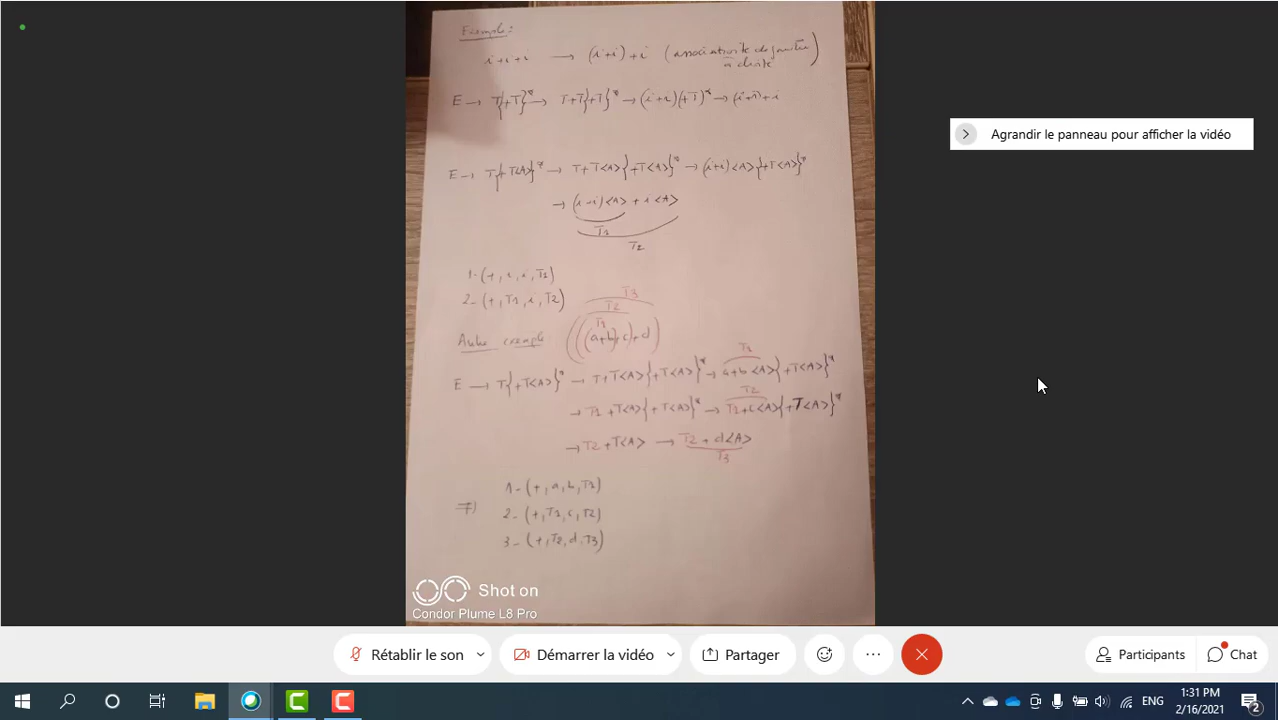 Exemple:
i+i+i → (i+i)+i (associativité de gauche
à droite)
E → T{+T}* → T+T{+T}* → (i+i)(+T)* → (i+i)+i
E → T{+T<A>}* → T+T<A>{+T<A>}* → (i+i)<A>{+T<A>}*
→ (i+i)<A> + i<A>
T1
T2
1-(+, i, i, T1)
2-(+, T1, i, T2)
T3
T2
T1
Autre exemple (((a+b)+c)+d)
T1
E → T{+T<A>}* → T+T<A>{+T<A>}* → a+b<A>{+T<A>}*
T2
→ T1+T<A>{+T<A>}* → T1+c<A>{+T<A>}*
→ T2+T<A> → T2+d<A>
T3
⇒ 1-(+, a, b, T1)
2-(+, T1, c, T2)
3-(+, T2, d, T3)
Shot on
Condor Plume L8 Pro
Agrandir le panneau pour afficher la vidéo
Rétablir le son
Démarrer la vidéo
Partager
Participants
Chat
ENG
1:31 PM
2/16/2021
2